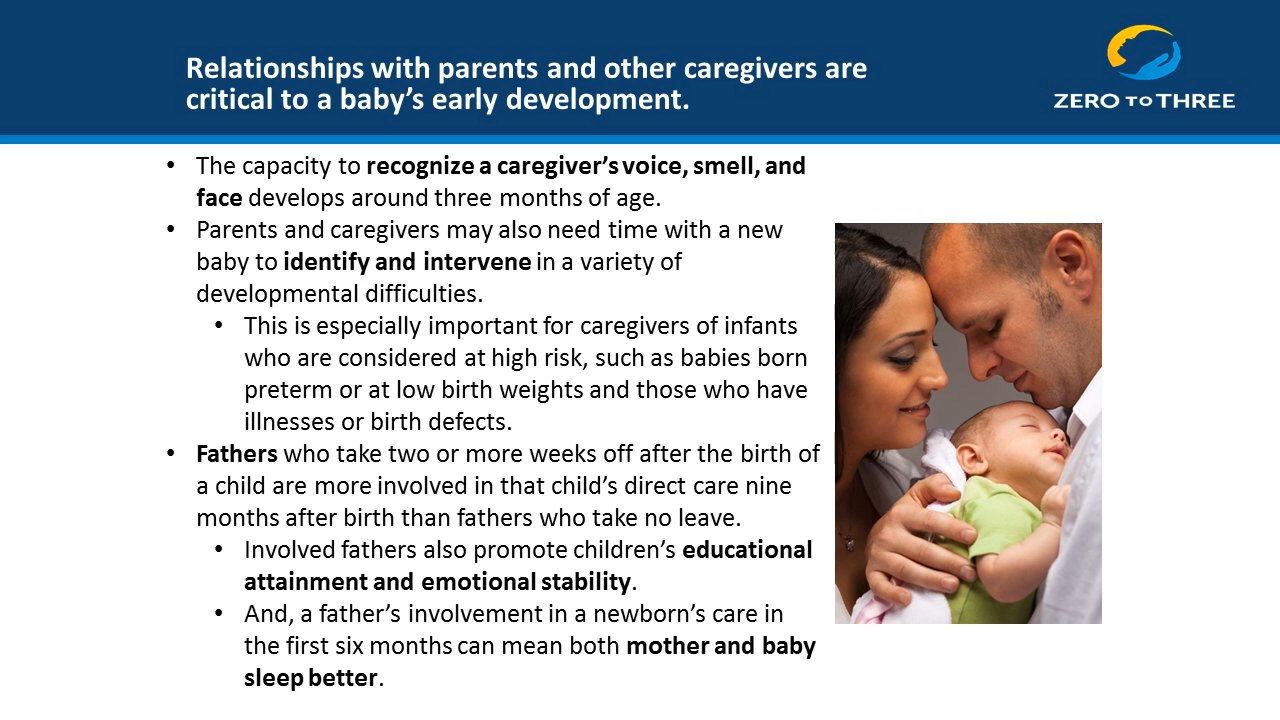 Relationships with parents and other caregivers are
critical to a baby's early development.
ZERO TO THREE
• The capacity to recognize a caregiver's voice, smell, and
face develops around three months of age.
• Parents and caregivers may also need time with a new
baby to identify and intervene in a variety of
developmental difficulties.
• This is especially important for caregivers of infants
who are considered at high risk, such as babies born
preterm or at low birth weights and those who have
illnesses or birth defects.
• Fathers who take two or more weeks off after the birth of
a child are more involved in that child's direct care nine
months after birth than fathers who take no leave.
• Involved fathers also promote children's educational
attainment and emotional stability.
• And, a father's involvement in a newborn's care in
the first six months can mean both mother and baby
sleep better.